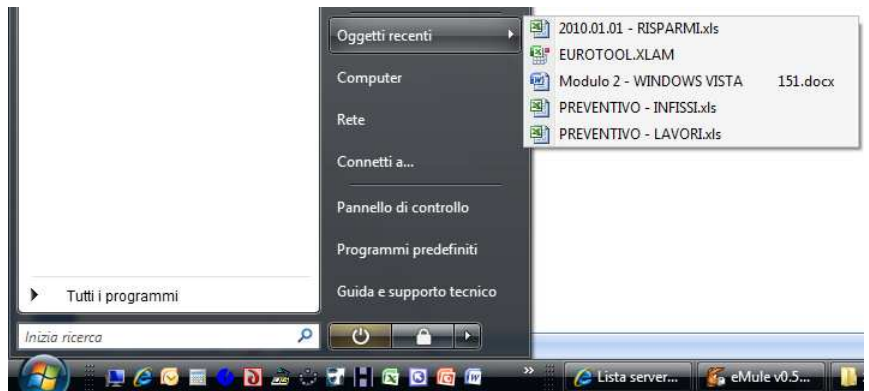 Oggetti recenti
2010.01.01 - RISPARMI.xls
EUROTOOL.XLAM
Modulo 2 - WINDOWS VISTA 151.docx
PREVENTIVO - INFISSI.xls
PREVENTIVO - LAVORI.xls
Computer
Rete
Connetti a...
Pannello di controllo
Programmi predefiniti
Guida e supporto tecnico
Tutti i programmi
Inizia ricerca
» Lista server... eMule v0.5...